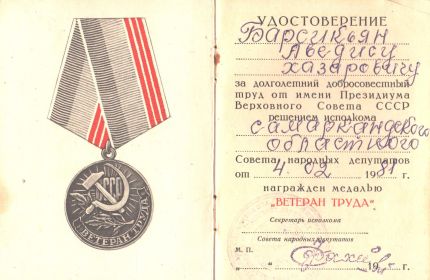 СССР
ВЕТЕРАН ТРУДА
УДОСТОВЕРЕНИЕ
Барсикьян
Аведису
Хазаровичу
за долголетний добросовестный
труд от имени Президиума
Верховного Совета СССР
решением исполкома
Самаркандского
областного
Совета народных депутатов
от 4.02 1981 г.
награжден медалью
"ВЕТЕРАН ТРУДА"
Секретарь исполкома
Совета народных депутатов
М. П.
" " 19 г.